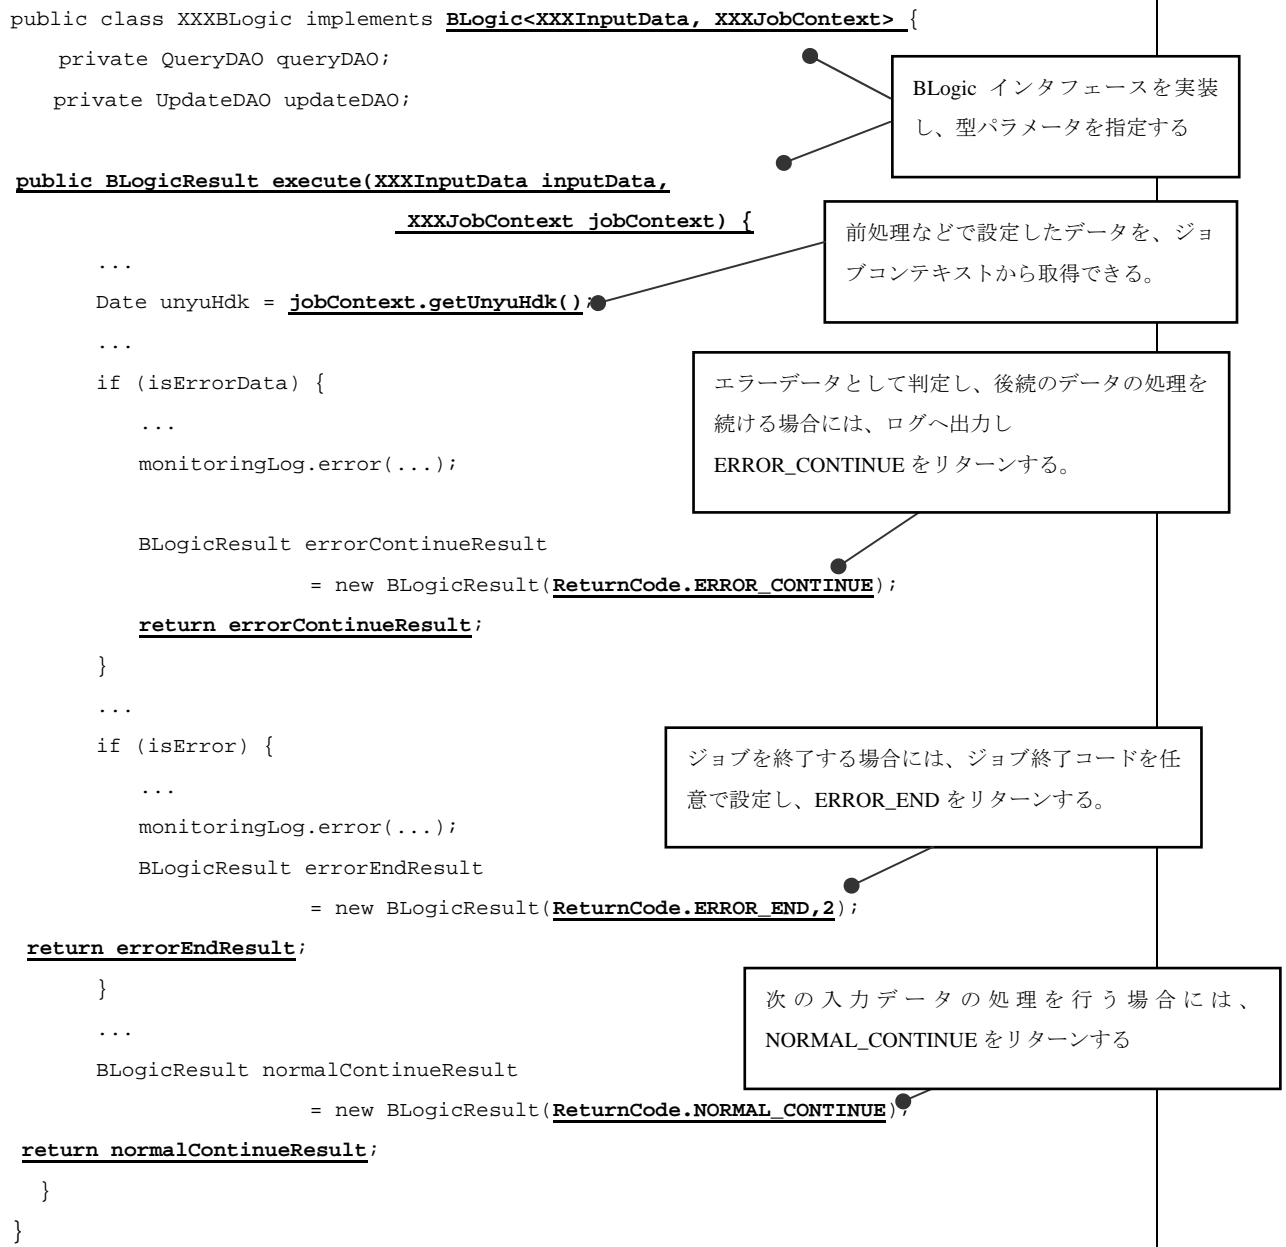 public class XXXBLogic implements BLogic<XXXInputData, XXXJobContext> {
private QueryDAO queryDAO;
private UpdateDAO updateDAO;
BLogic インタフェースを実装
し、型パラメータを指定する
public BLogicResult execute(XXXInputData inputData,
XXXJobContext jobContext) {
前処理などで設定したデータを、ジョ
ブコンテキストから取得できる。
...
Date unyuHdk = jobContext.getUnyuHdk();
...
if (isErrorData) {
エラーデータとして判定し、後続のデータの処理を
続ける場合には、ログへ出力し
ERROR_CONTINUE をリターンする。
...
monitoringLog.error(...);
BLogicResult errorContinueResult
= new BLogicResult(ReturnCode.ERROR_CONTINUE);
return errorContinueResult;
}
...
if (isError) {
ジョブを終了する場合には、ジョブ終了コードを任
意で設定し、ERROR_END をリターンする。
...
monitoringLog.error(...);
BLogicResult errorEndResult
= new BLogicResult(ReturnCode.ERROR_END,2);
return errorEndResult;
}
次の入力データの処理を行う場合には、
NORMAL_CONTINUE をリターンする
...
BLogicResult normalContinueResult
= new BLogicResult(ReturnCode.NORMAL_CONTINUE);
return normalContinueResult;
}
}